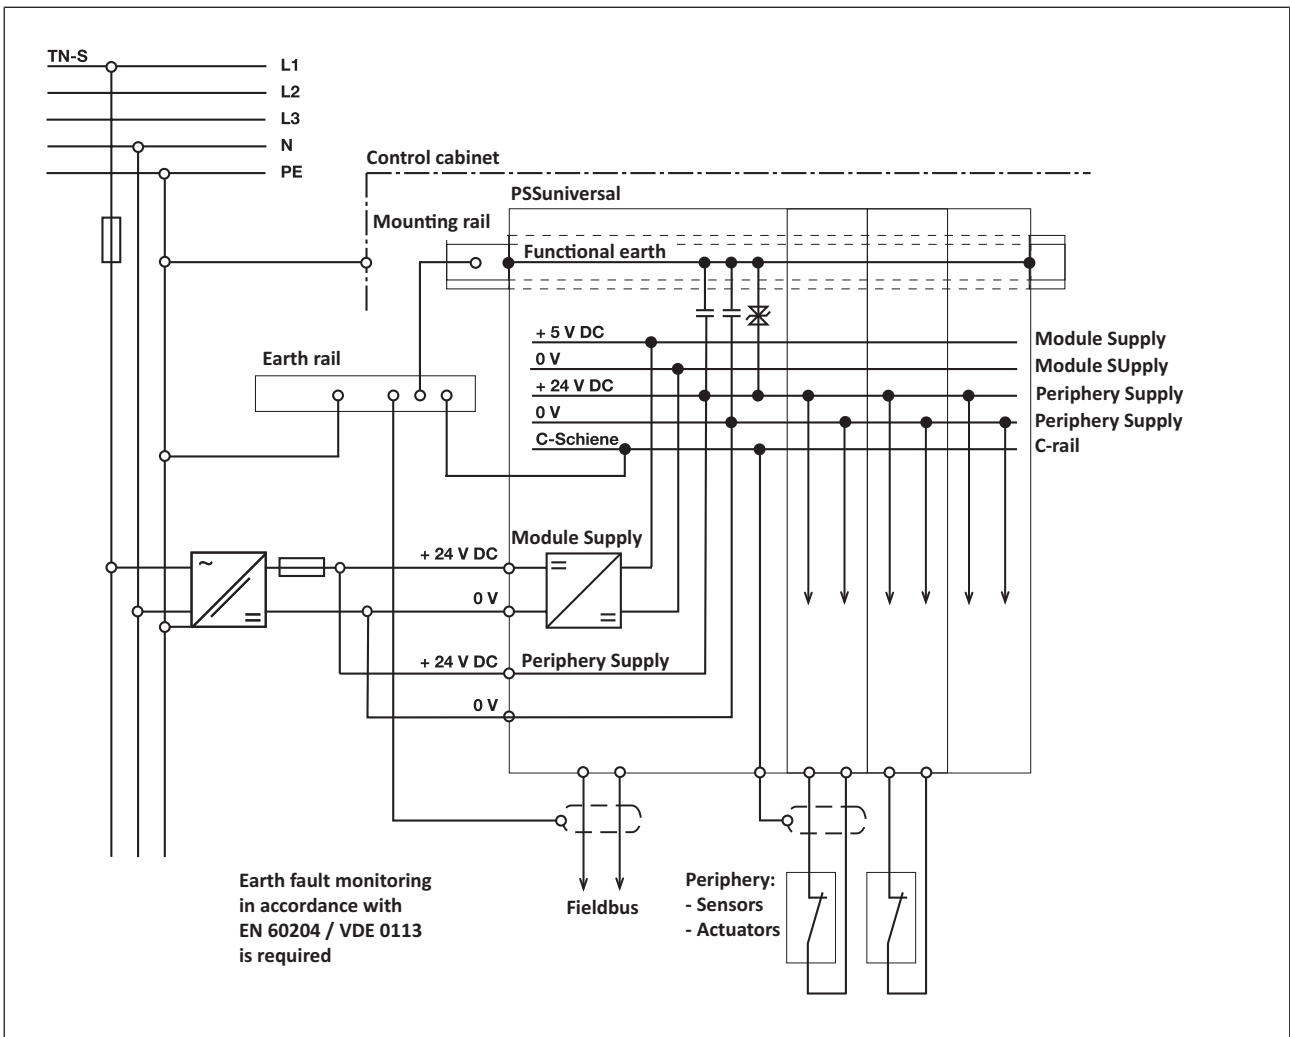 TN-S
L1
L2
L3
N
PE
Control cabinet
PSSuniversal
Mounting rail
Functional earth
+ 5 V DC
Module Supply
0 V
Module SUpply
Earth rail
+ 24 V DC
Periphery Supply
0 V
Periphery Supply
C-Schiene
C-rail
Module Supply
+ 24 V DC
~
=
0 V
=
=
+ 24 V DC
Periphery Supply
0 V
Earth fault monitoring
in accordance with
EN 60204 / VDE 0113
is required
Fieldbus
Periphery:
- Sensors
- Actuators